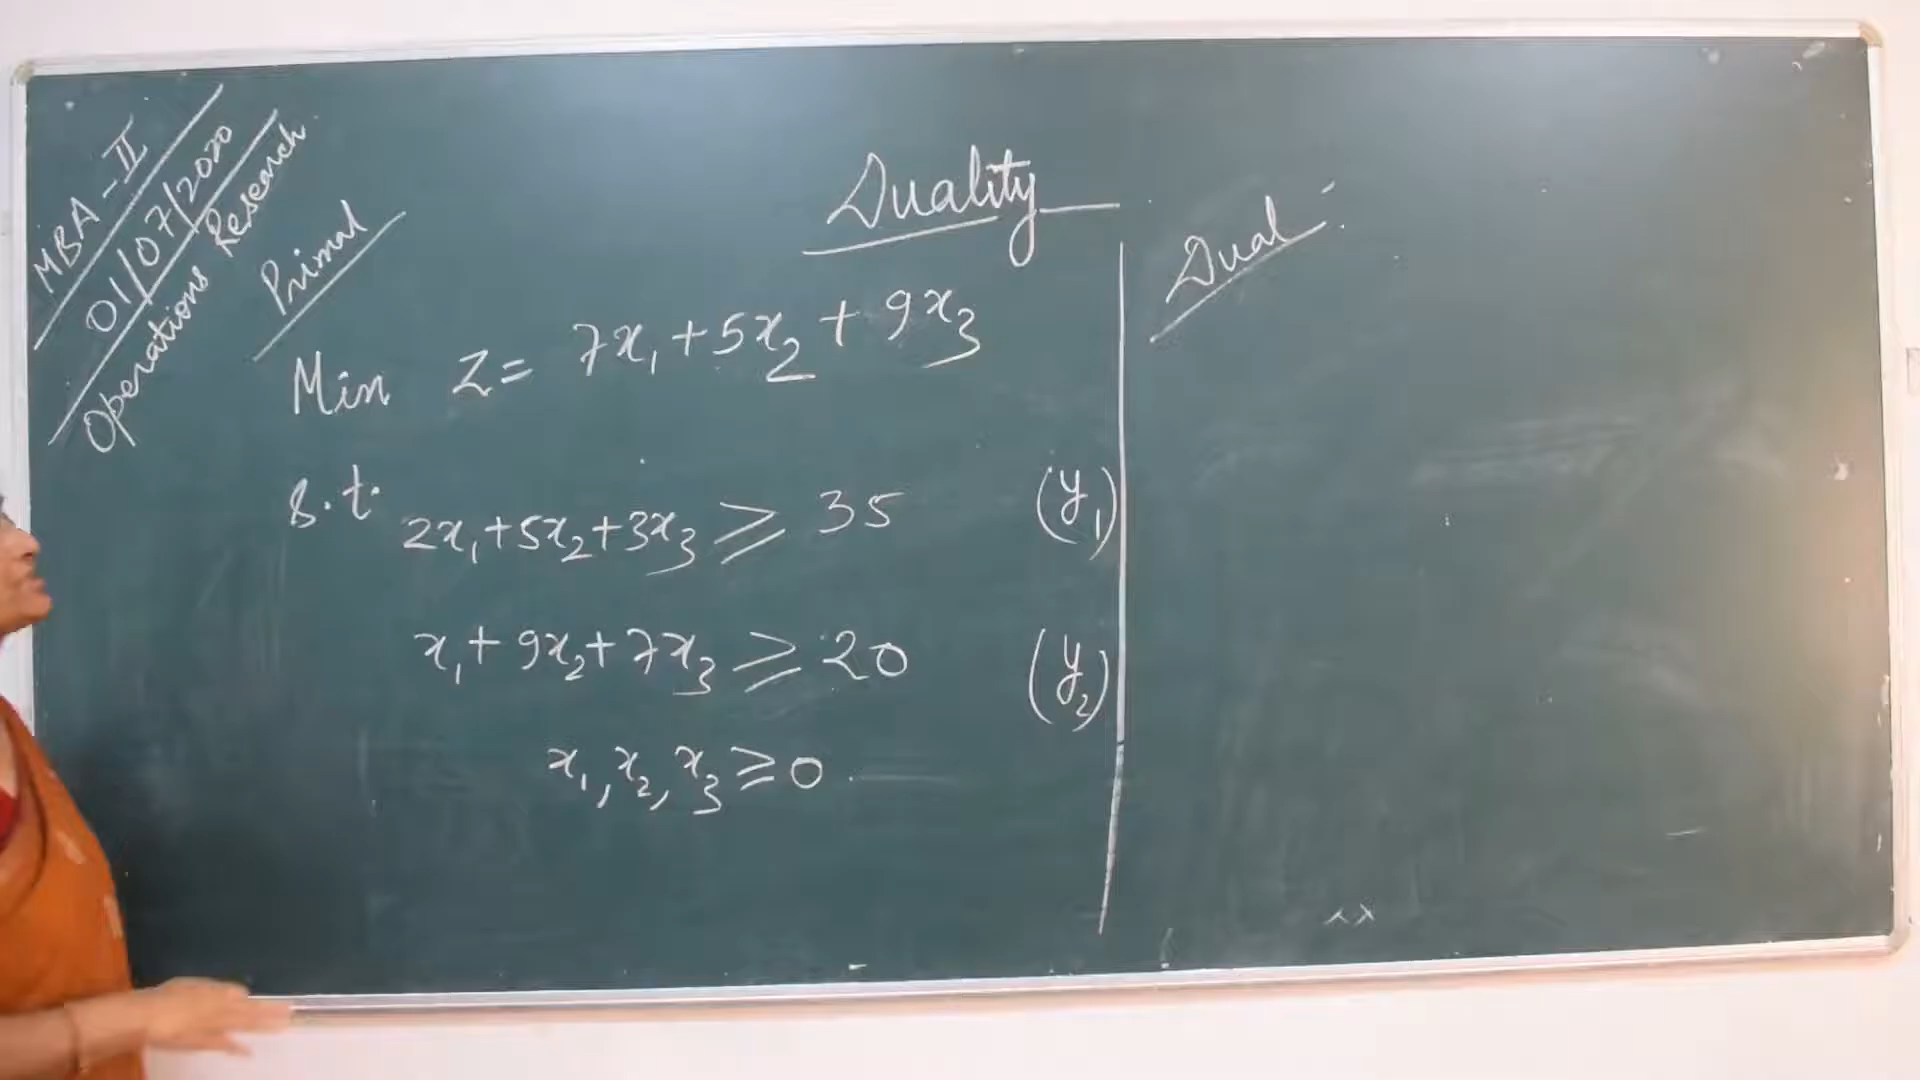 MBA-II
01/07/2020
Operations Research
Duality
Primal
Min Z = 7x₁ + 5x₂ + 9x₃
s.t. 2x₁ + 5x₂ + 3x₃ ≥ 35 (y₁)
x₁ + 9x₂ + 7x₃ ≥ 20 (y₂)
x₁, x₂, x₃ ≥ 0.
Dual: